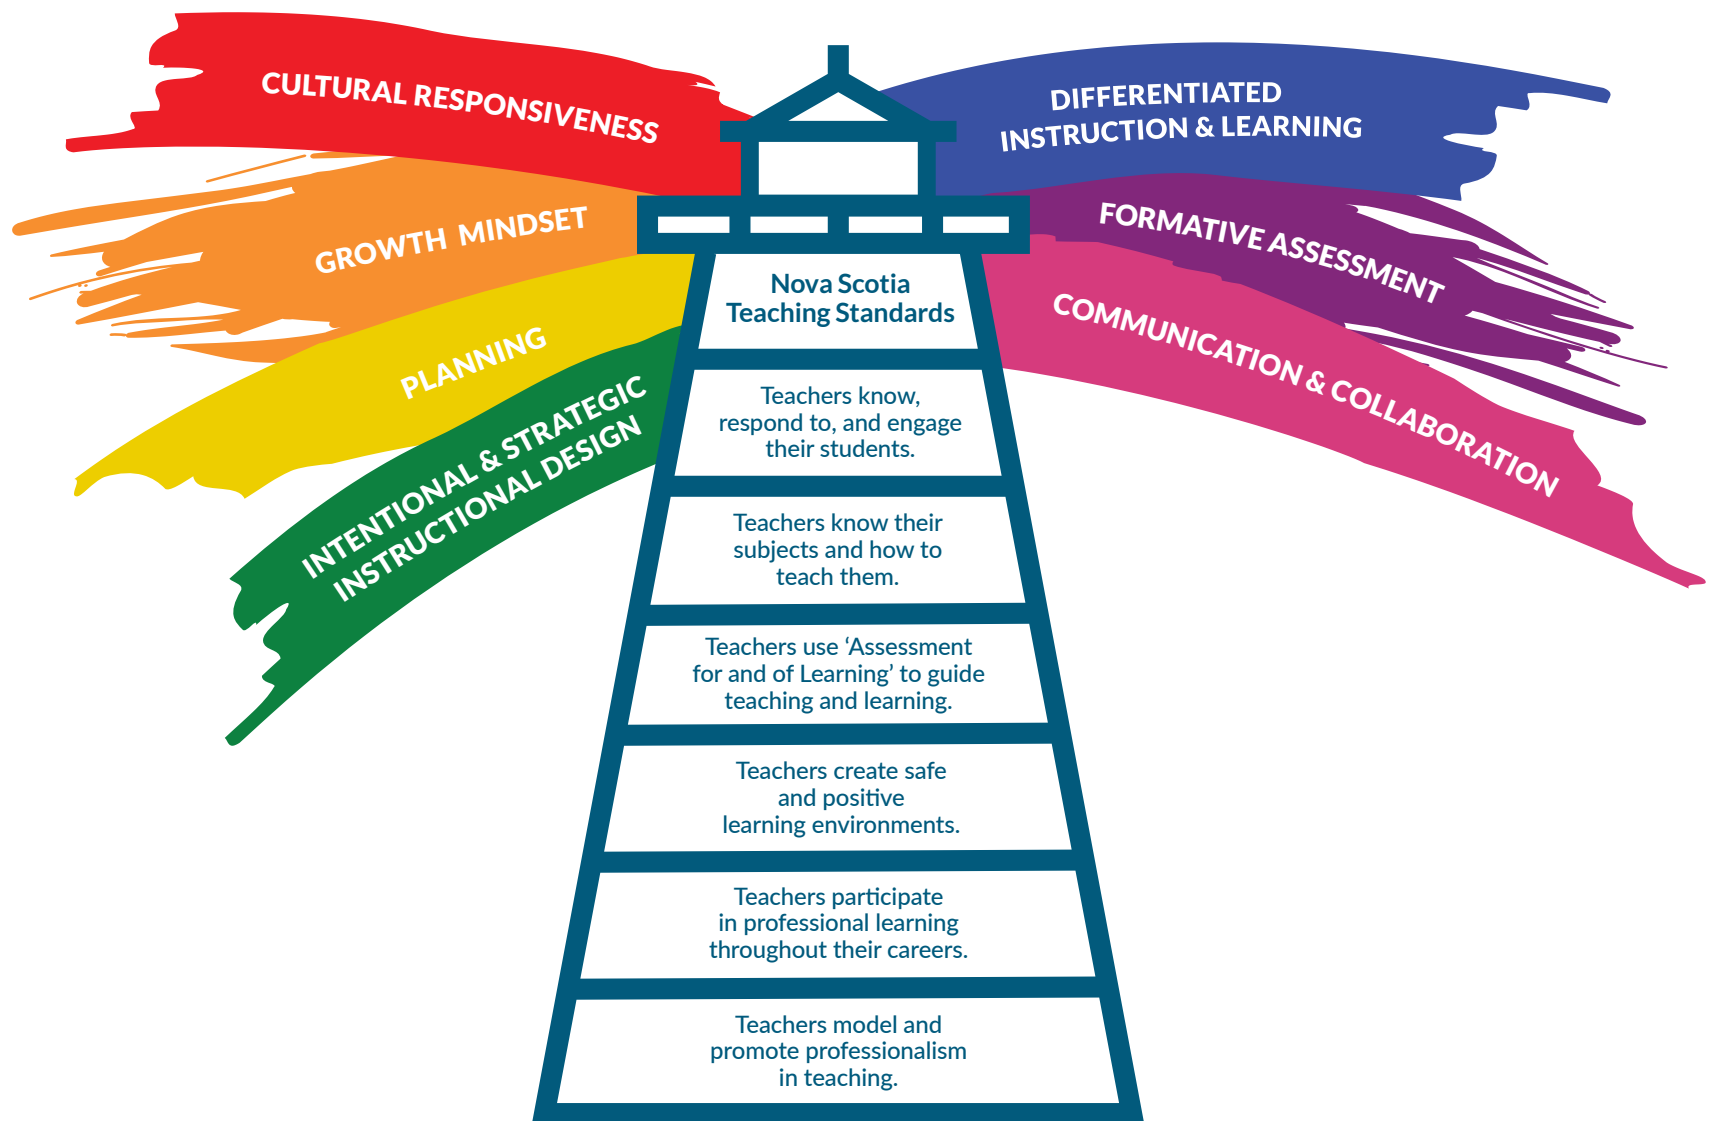 CULTURAL RESPONSIVENESS
GROWTH MINDSET
PLANNING
INTENTIONAL & STRATEGIC
INSTRUCTIONAL DESIGN
DIFFERENTIATED
INSTRUCTION & LEARNING
FORMATIVE ASSESSMENT
COMMUNICATION & COLLABORATION
Nova Scotia
Teaching Standards
Teachers know,
respond to, and engage
their students.
Teachers know their
subjects and how to
teach them.
Teachers use ‘Assessment
for and of Learning’ to guide
teaching and learning.
Teachers create safe
and positive
learning environments.
Teachers participate
in professional learning
throughout their careers.
Teachers model and
promote professionalism
in teaching.